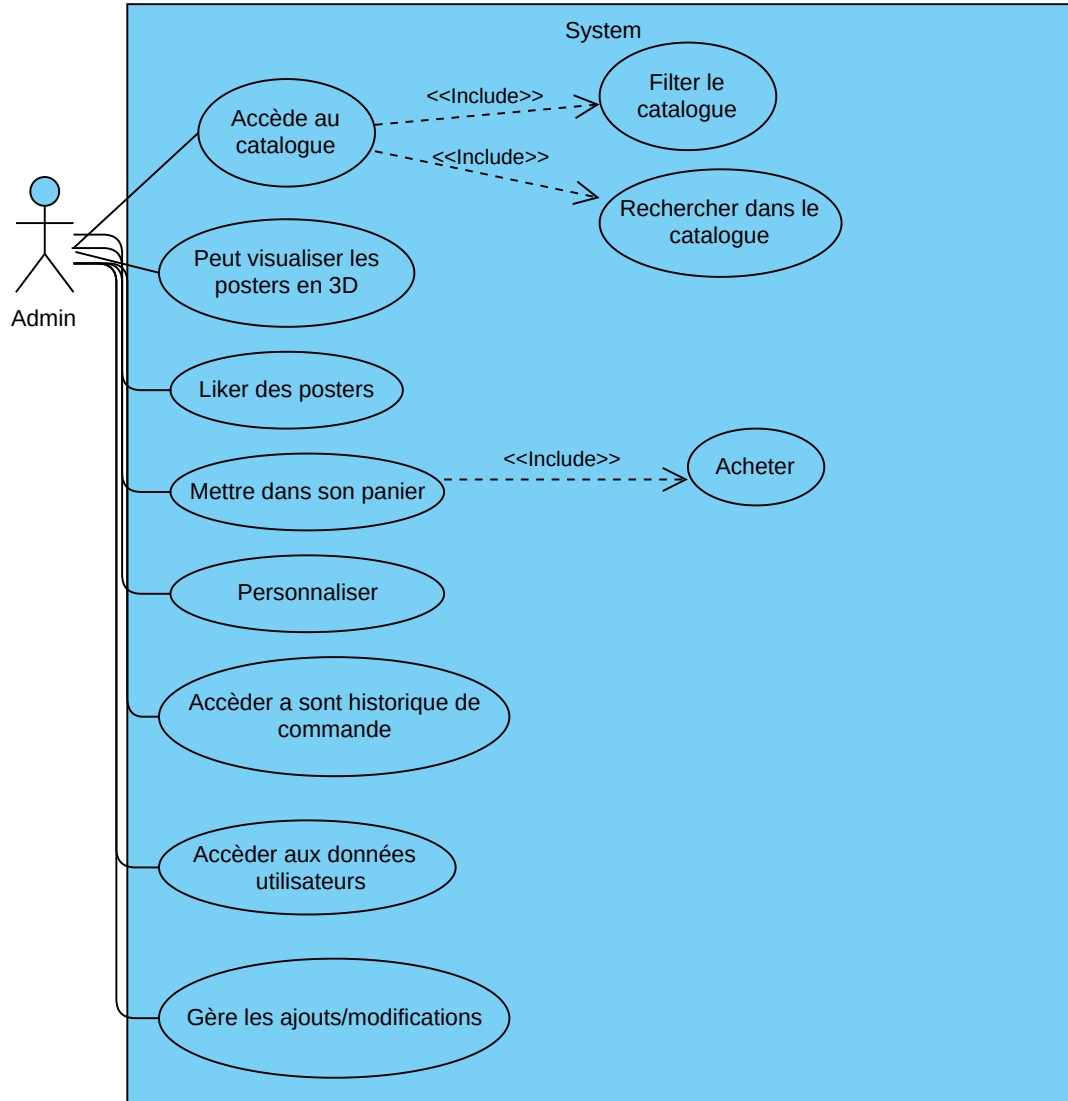 System
Accède au
catalogue
<<Include>>
Filter le
catalogue
<<Include>>
Rechercher dans le
catalogue
Admin
Peut visualiser les
posters en 3D
Liker des posters
Mettre dans son panier
<<Include>>
Acheter
Personnaliser
Accèder a sont historique de
commande
Accèder aux données
utilisateurs
Gère les ajouts/modifications